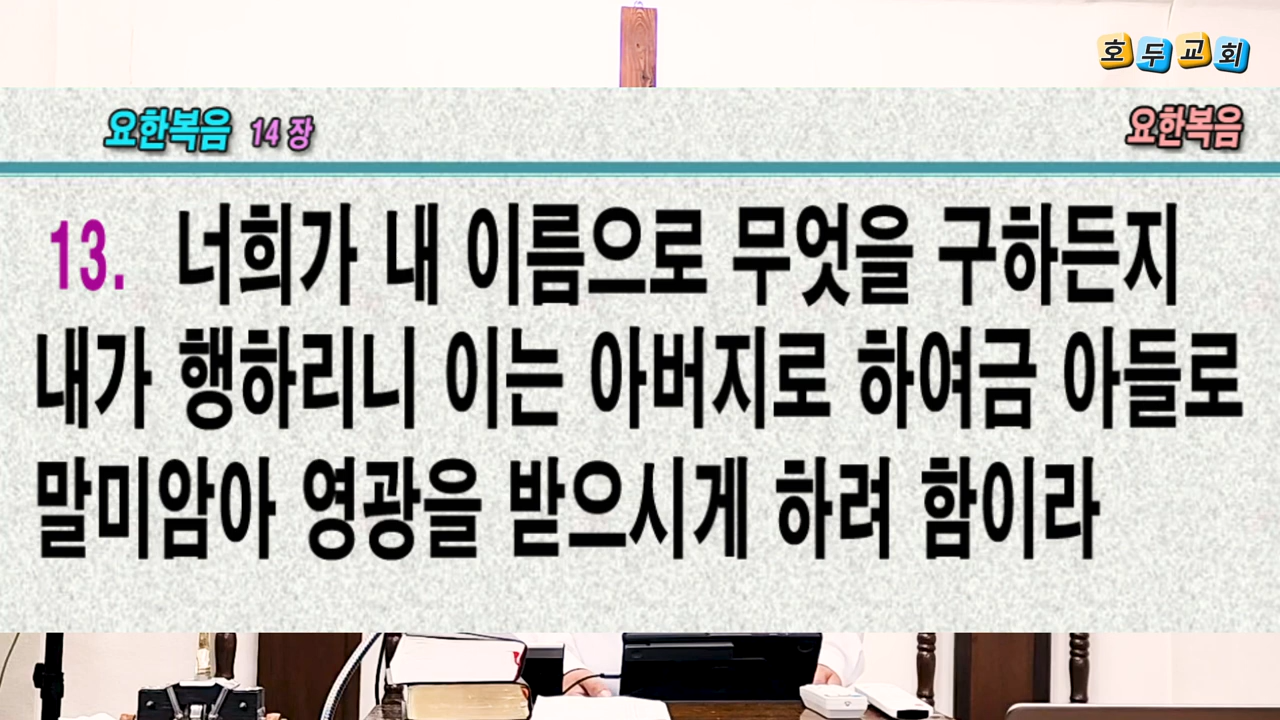 호두교회
요한복음 14 장
요한복음
13. 너희가 내 이름으로 무엇을 구하든지
내가 행하리니 이는 아버지로 하여금 아들로
말미암아 영광을 받으시게 하려 함이라